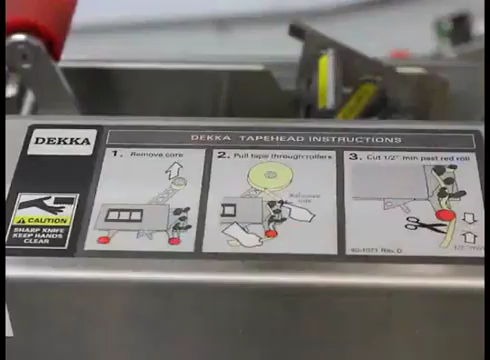 DEKKA
DEKKA TAPEHEAD INSTRUCTIONS
1. Remove core
2. Pull tape through rollers
3. Cut 1/2" min past red roll
CAUTION
SHARP KNIFE
KEEP HANDS
CLEAR